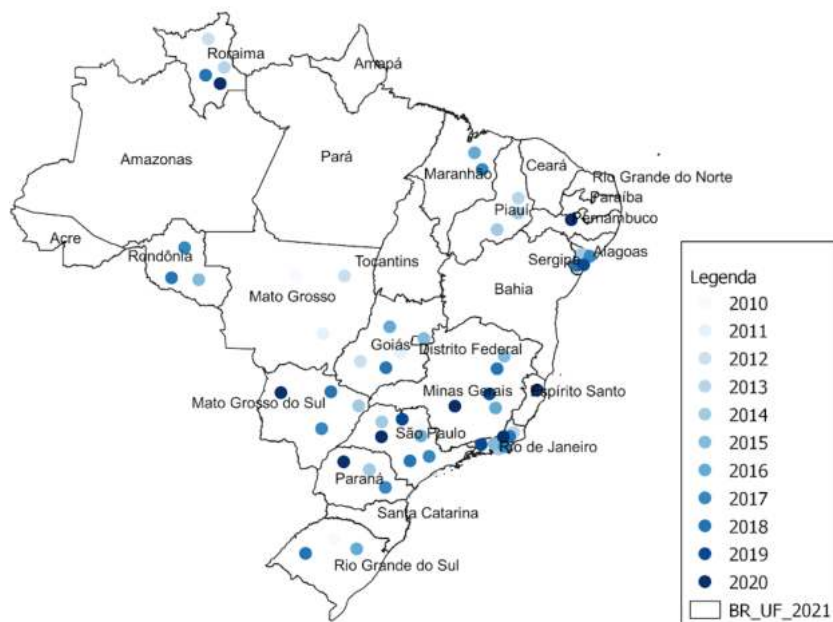 Roraima
Amapá
Amazonas
Pará
Maranhão
Ceará
Rio Grande do Norte
Paraíba
Piauí
Pernambuco
Acre
Rondônia
Tocantins
Sergipe
Alagoas
Mato Grosso
Bahia
Goiás
Distrito Federal
Mato Grosso do Sul
Minas Gerais
Espírito Santo
São Paulo
Rio de Janeiro
Paraná
Santa Catarina
Rio Grande do Sul
Legenda
2010
2011
2012
2013
2014
2015
2016
2017
2018
2019
2020
BR_UF_2021